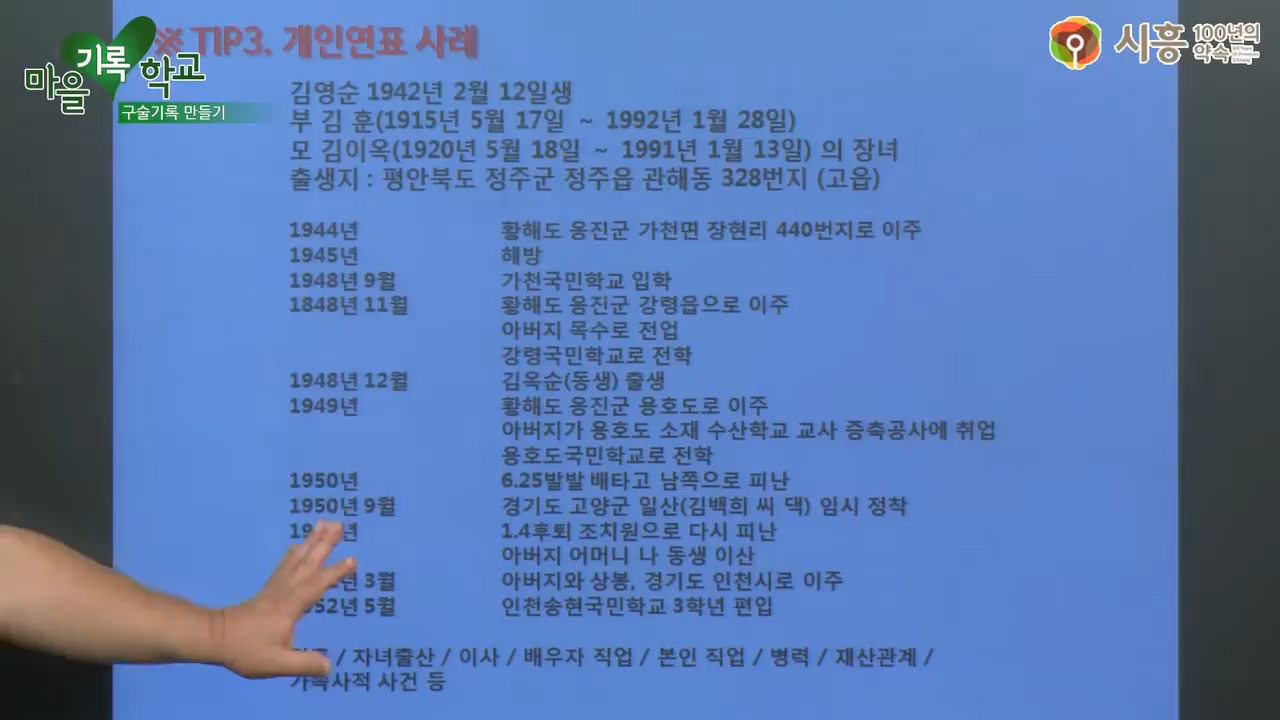 마을 기록 학교
구술기록 만들기
시흥 100년의 약속
※ TIP3. 개인연표 사례
김영순 1942년 2월 12일생
부 김 훈(1915년 5월 17일 ~ 1992년 1월 28일)
모 김이옥(1920년 5월 18일 ~ 1991년 1월 13일) 의 장녀
출생지 : 평안북도 정주군 정주읍 관해동 328번지 (고읍)
1944년 황해도 옹진군 가천면 장현리 440번지로 이주
1945년 해방
1948년 9월 가천국민학교 입학
1848년 11월 황해도 옹진군 강령읍으로 이주
아버지 목수로 전업
강령국민학교로 전학
1948년 12월 김옥순(동생) 출생
1949년 황해도 옹진군 용호도로 이주
아버지가 용호도 소재 수산학교 교사 증축공사에 취업
용호도국민학교로 전학
1950년 6.25발발 배타고 남쪽으로 피난
1950년 9월 경기도 고양군 일산(김백희 씨 댁) 임시 정착
1.4후퇴 조치원으로 다시 피난
아버지 어머니 나 동생 이산
3월 아버지와 상봉, 경기도 인천시로 이주
5월 인천송현국민학교 3학년 편입
/ 자녀출산 / 이사 / 배우자 직업 / 본인 직업 / 병력 / 재산관계 /
가족사적 사건 등